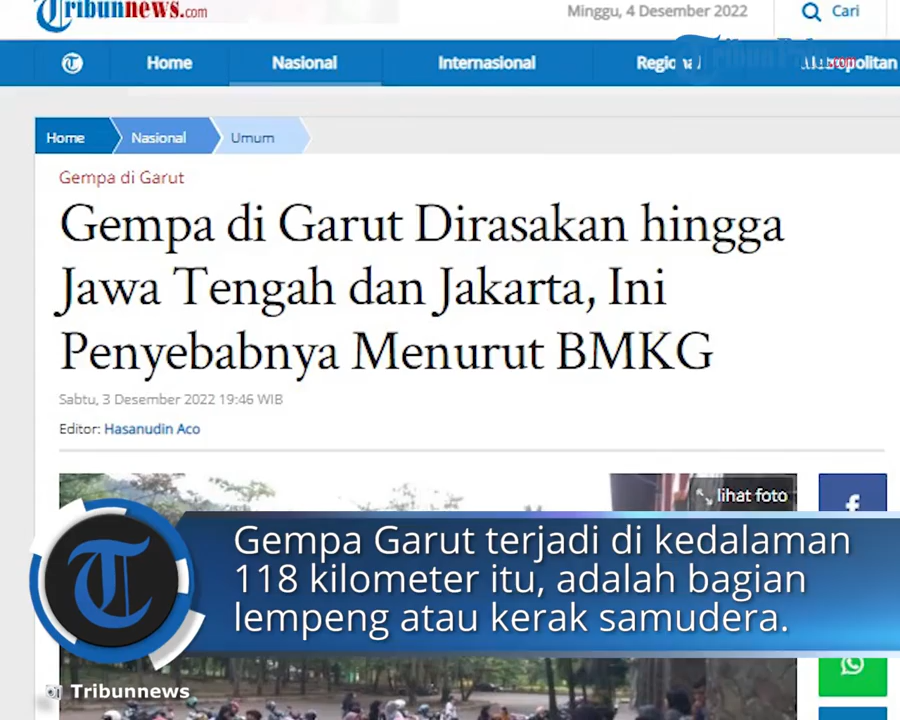 Tribunnews.com
Minggu, 4 Desember 2022
Cari
Home Nasional Internasional Regional
Home Nasional Umum
Gempa di Garut
Gempa di Garut Dirasakan hingga
Jawa Tengah dan Jakarta, Ini
Penyebabnya Menurut BMKG
Sabtu, 3 Desember 2022 19:46 WIB
Editor: Hasanudin Aco
lihat foto
Gempa Garut terjadi di kedalaman
118 kilometer itu, adalah bagian
lempeng atau kerak samudera.
Tribunnews